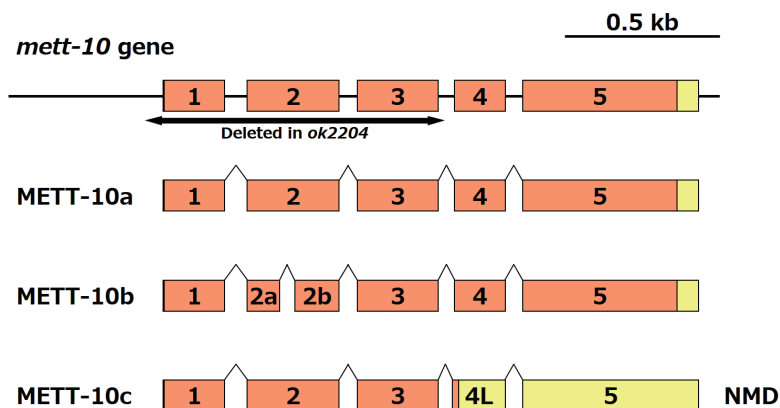 0.5 kb
mett-10 gene
1 2 3 4 5
Deleted in ok2204
METT-10a 1 2 3 4 5
METT-10b 1 2a 2b 3 4 5
METT-10c 1 2 3 4L 5 NMD